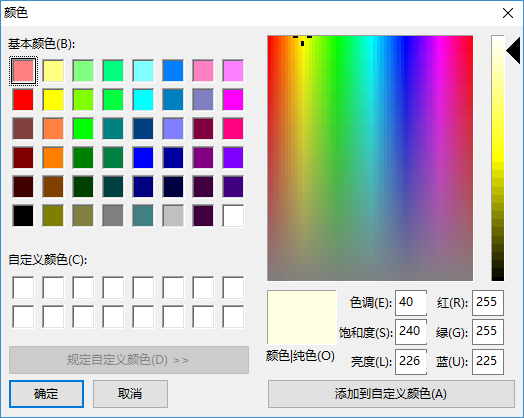 颜色
基本颜色(B):
自定义颜色(C):
规定自定义颜色(D) >>
确定
取消
颜色|纯色(O)
色调(E): 40
饱和度(S): 240
亮度(L): 226
红(R): 255
绿(G): 255
蓝(U): 225
添加到自定义颜色(A)